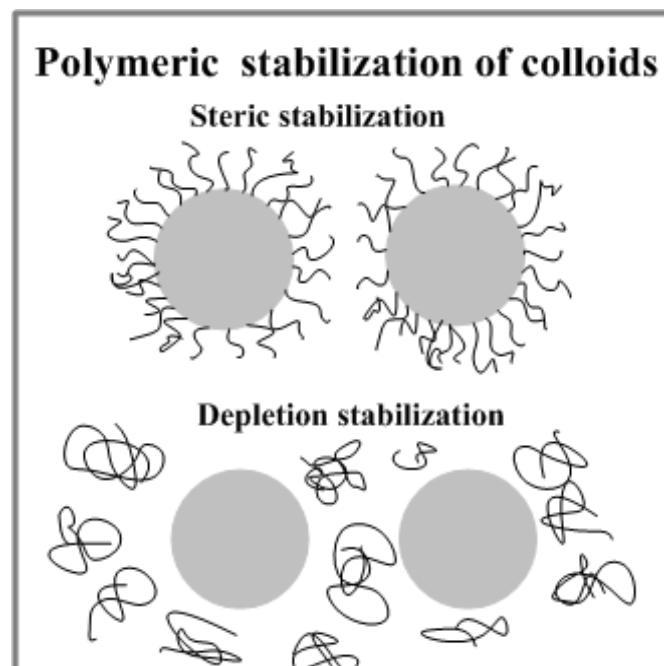 Polymeric stabilization of colloids
Steric stabilization
Depletion stabilization